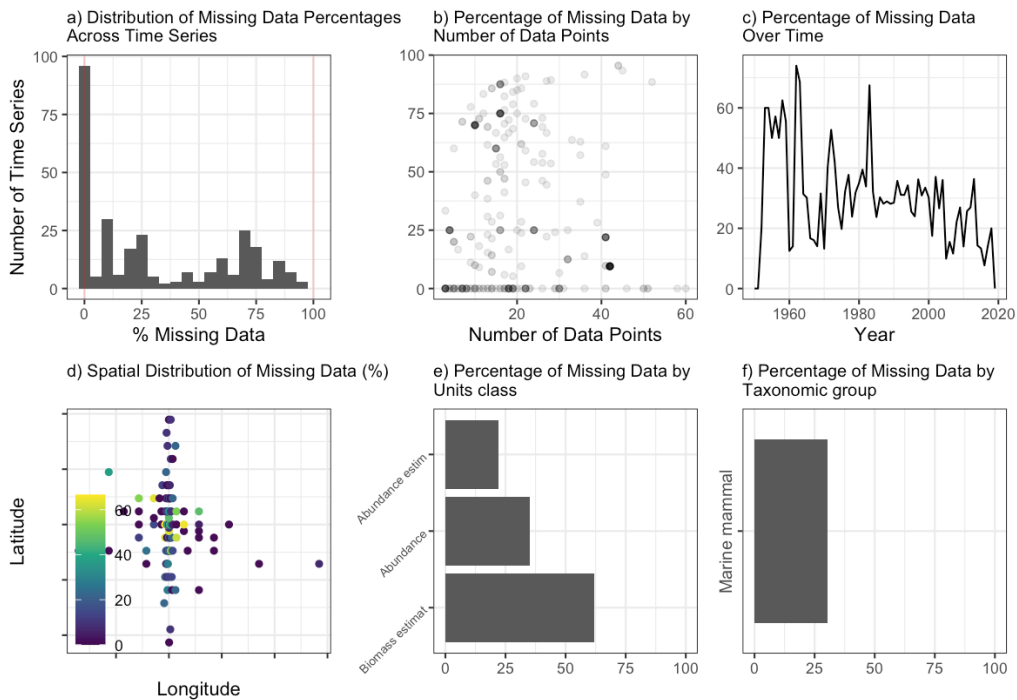 a) Distribution of Missing Data Percentages
Across Time Series
b) Percentage of Missing Data by
Number of Data Points
c) Percentage of Missing Data
Over Time
Number of Time Series
100
75
50
25
0
0
25
50
75
100
% Missing Data
100
75
50
25
0
0
20
40
60
Number of Data Points
60
40
20
0
1960
1980
2000
2020
Year
d) Spatial Distribution of Missing Data (%)
e) Percentage of Missing Data by
Units class
f) Percentage of Missing Data by
Taxonomic group
Latitude
60
40
20
0
Longitude
Abundance estim
Abundance
Biomass estimat
0
25
50
75
100
Marine mammal
0
25
50
75
100